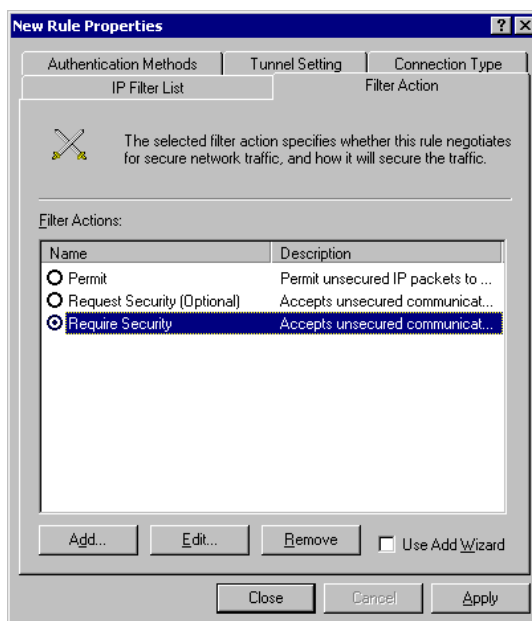 New Rule Properties
Authentication Methods Tunnel Setting Connection Type
IP Filter List Filter Action
The selected filter action specifies whether this rule negotiates
for secure network traffic, and how it will secure the traffic.
Filter Actions:
Name Description
Permit Permit unsecured IP packets to ...
Request Security (Optional) Accepts unsecured communicat...
Require Security Accepts unsecured communicat...
Add... Edit... Remove Use Add Wizard
Close Cancel Apply